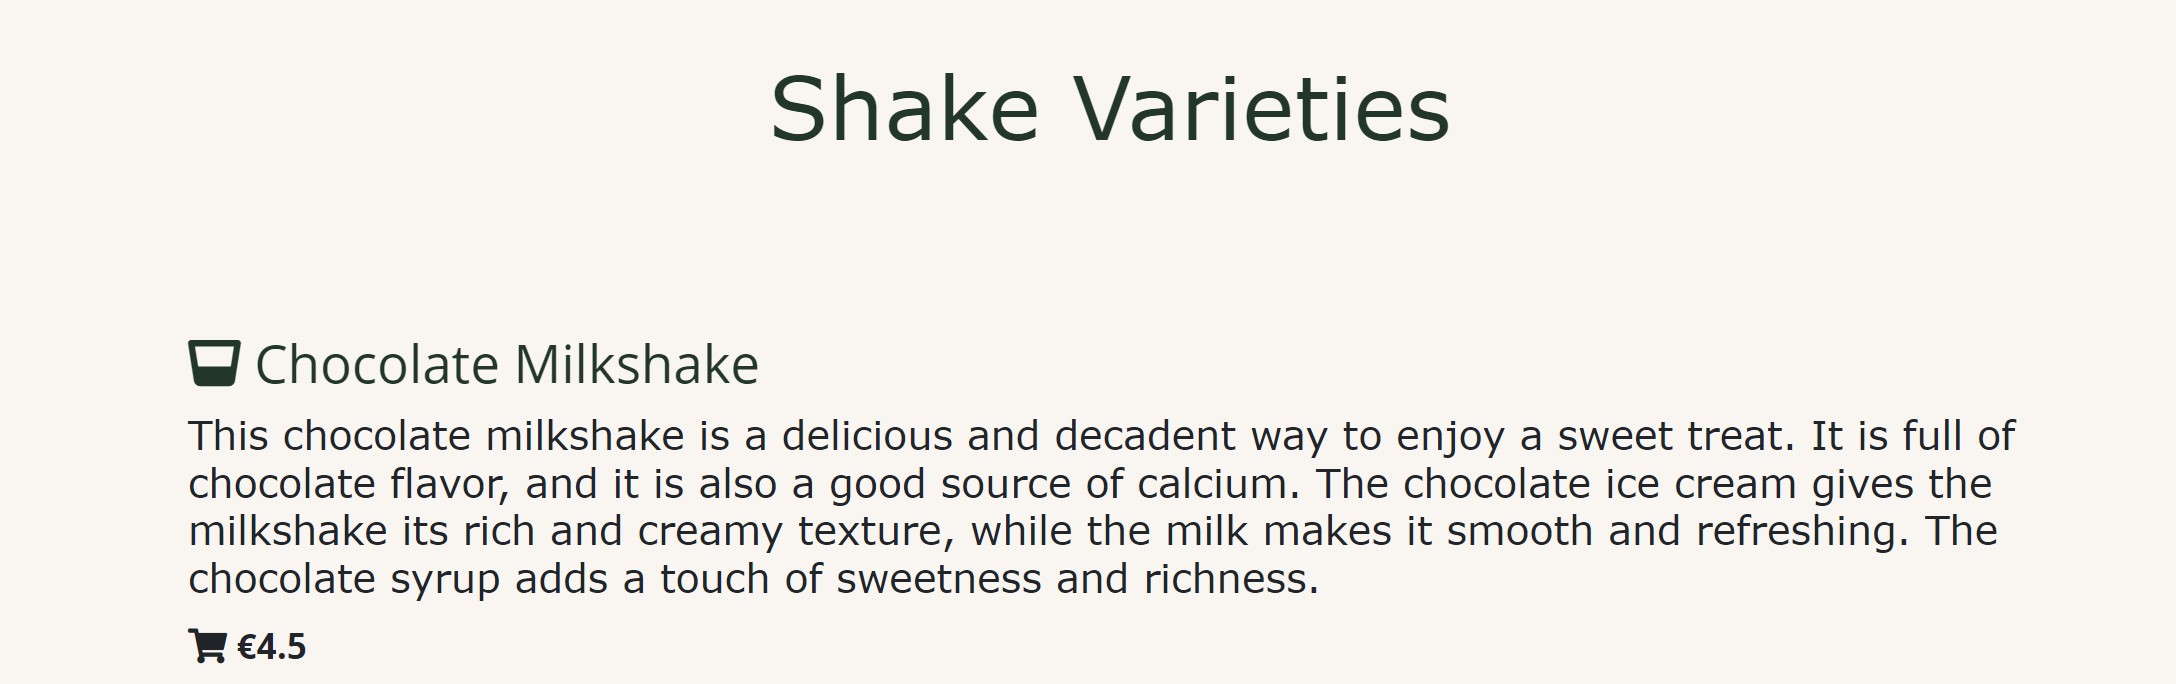 Shake Varieties
Chocolate Milkshake
This chocolate milkshake is a delicious and decadent way to enjoy a sweet treat. It is full of
chocolate flavor, and it is also a good source of calcium. The chocolate ice cream gives the
milkshake its rich and creamy texture, while the milk makes it smooth and refreshing. The
chocolate syrup adds a touch of sweetness and richness.
€4.5